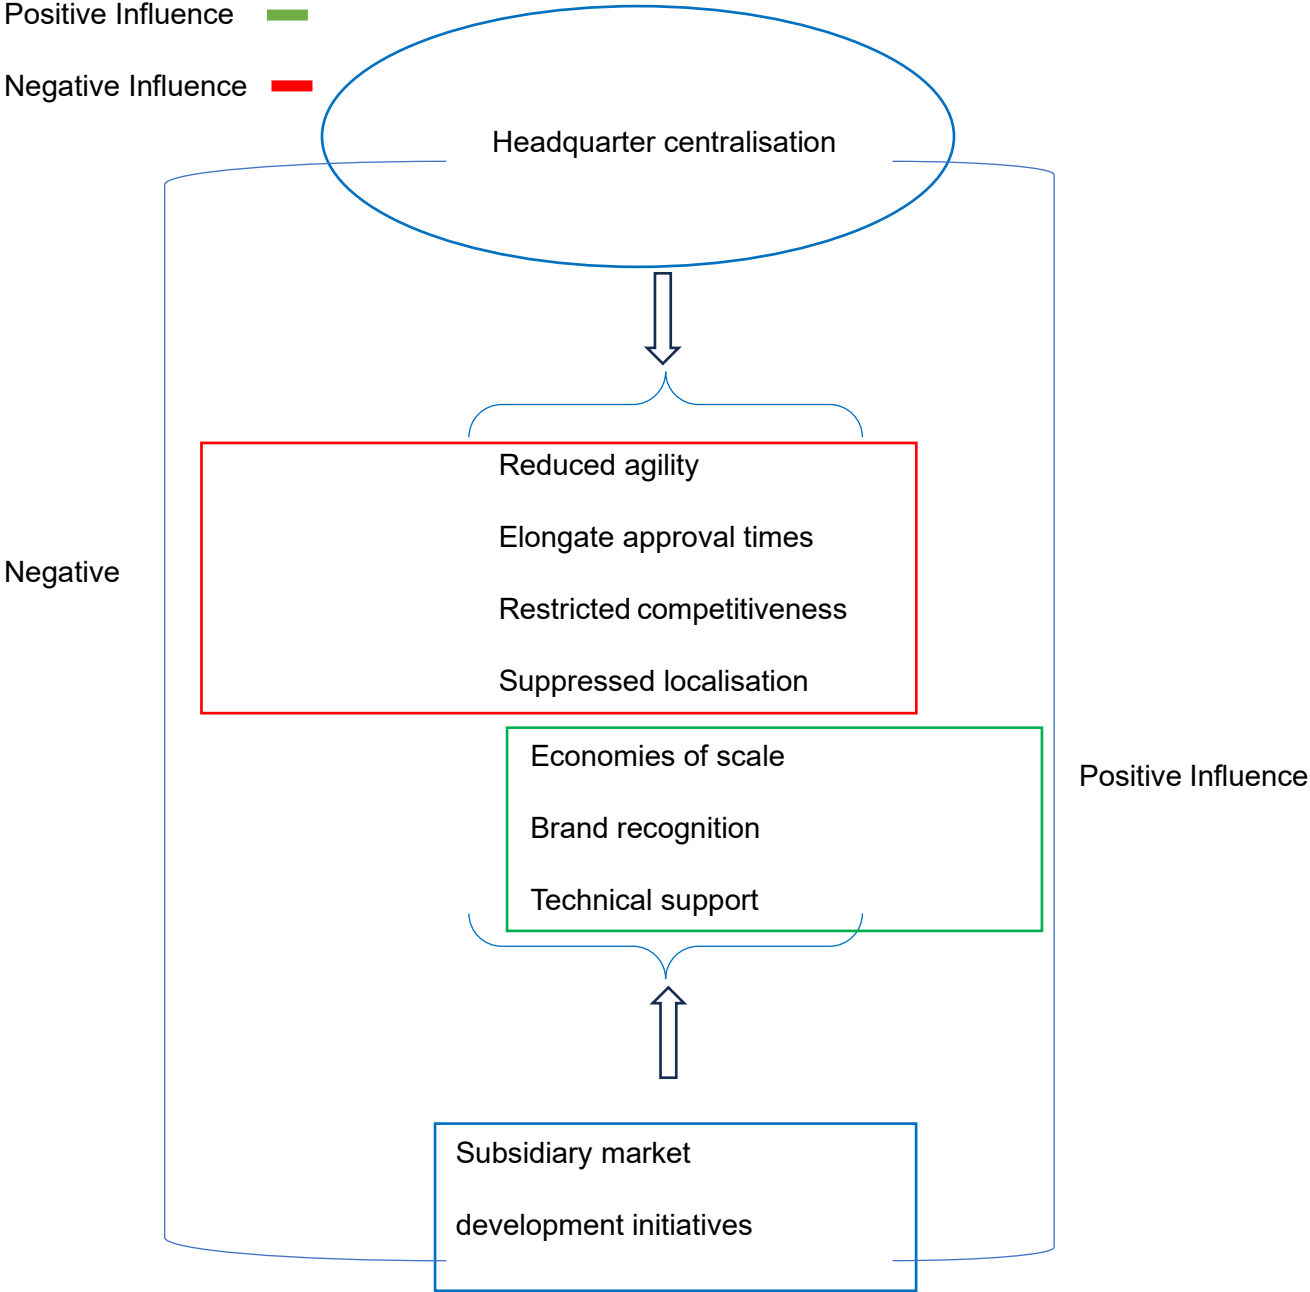 Positive Influence
Negative Influence
Headquarter centralisation
Reduced agility
Elongate approval times
Negative
Restricted competitiveness
Suppressed localisation
Economies of scale
Positive Influence
Brand recognition
Technical support
Subsidiary market
development initiatives